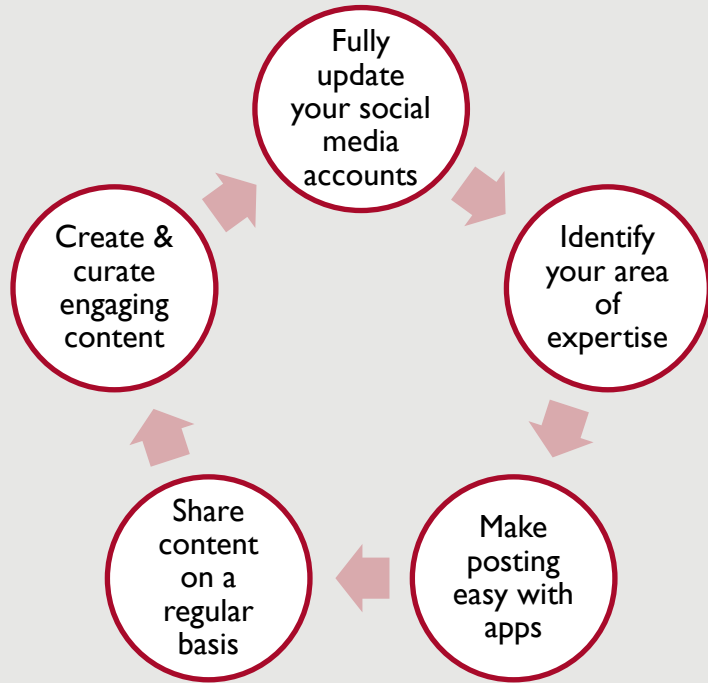 Fully
update
your social
media
accounts
Identify
your area
of
expertise
Make
posting
easy with
apps
Share
content
on a
regular
basis
Create &
curate
engaging
content